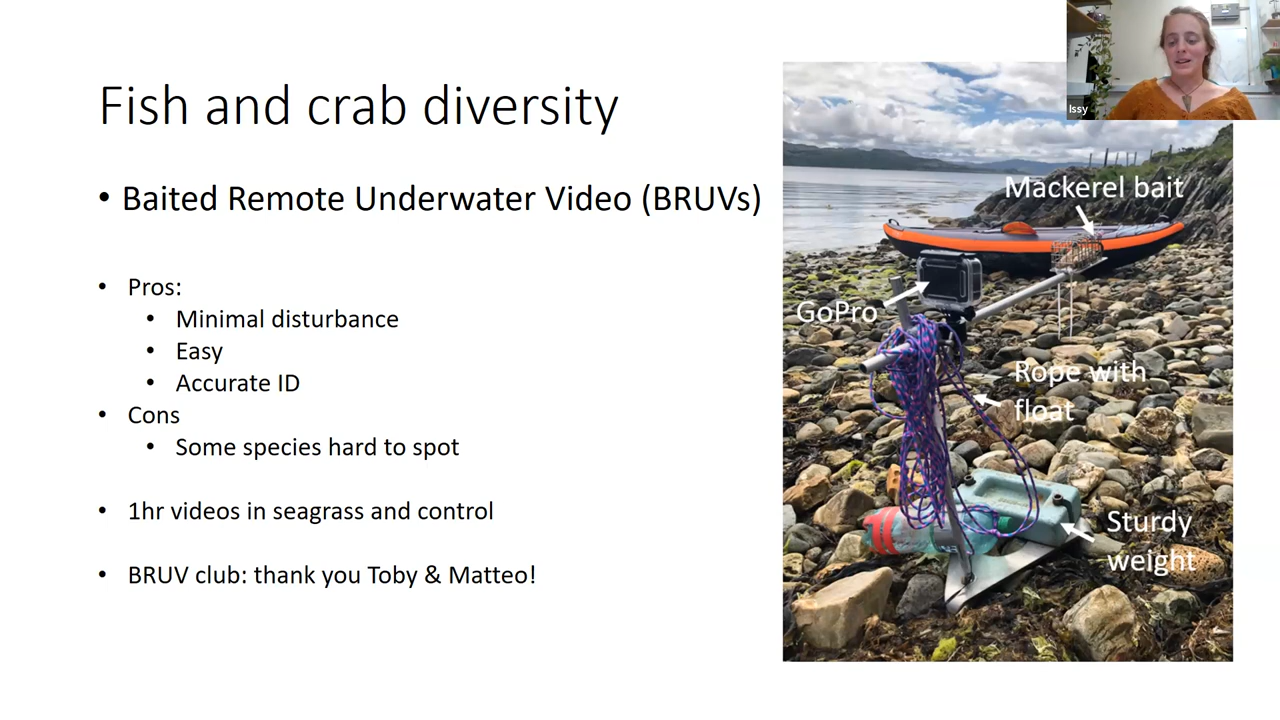 Fish and crab diversity
• Baited Remote Underwater Video (BRUVs)
• Pros:
• Minimal disturbance
• Easy
• Accurate ID
• Cons
• Some species hard to spot
• 1hr videos in seagrass and control
• BRUV club: thank you Toby & Matteo!
Issy
Mackerel bait
GoPro
Rope with
float
Sturdy
weight